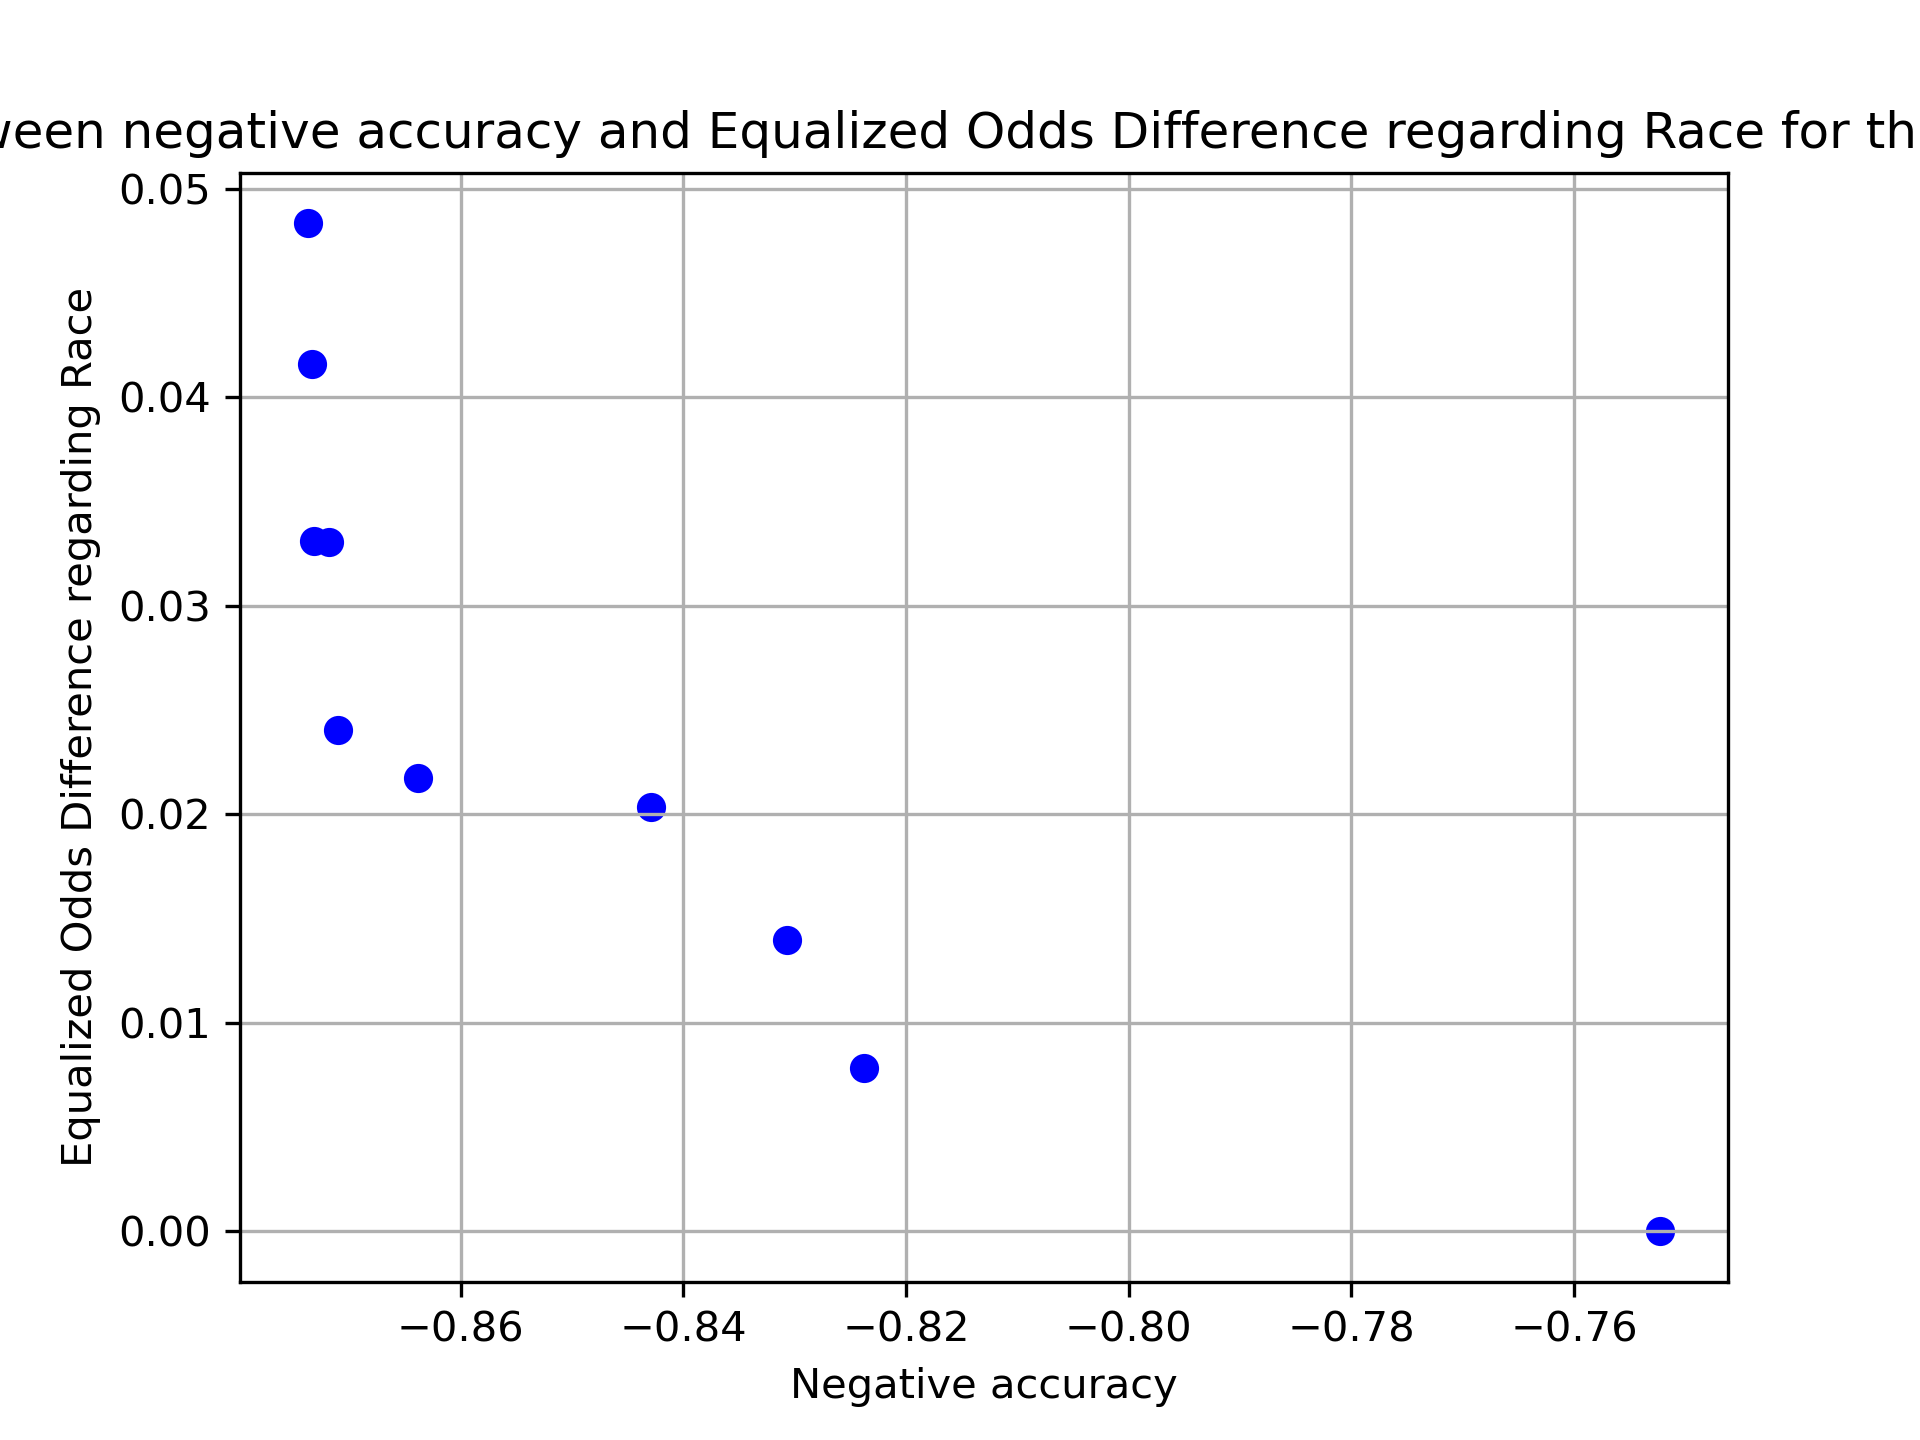 negative accuracy and Equalized Odds Difference regarding Race for
0.05
0.04
0.03
0.02
0.01
0.00
Equalized Odds Difference regarding Race
−0.86 −0.84 −0.82 −0.80 −0.78 −0.76
Negative accuracy